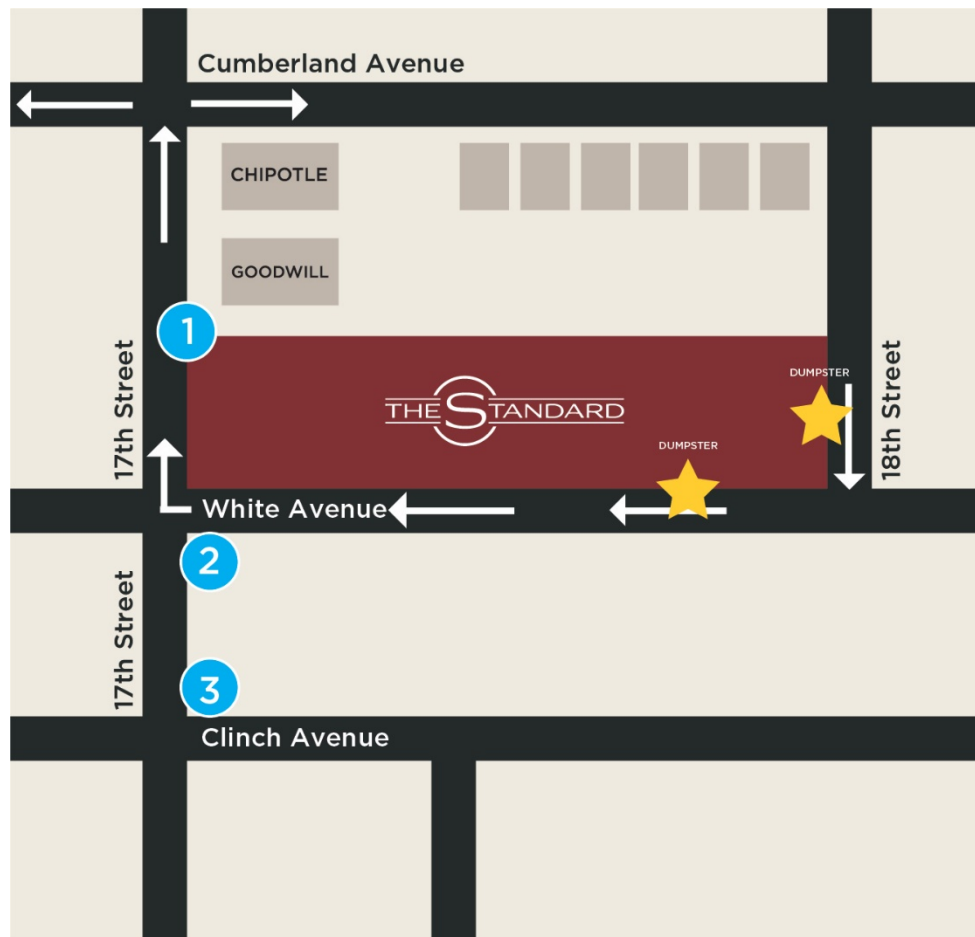 Cumberland Avenue
CHIPOTLE
GOODWILL
1
17th Street
THE STANDARD
DUMPSTER
DUMPSTER
18th Street
White Avenue
2
17th Street
3
Clinch Avenue